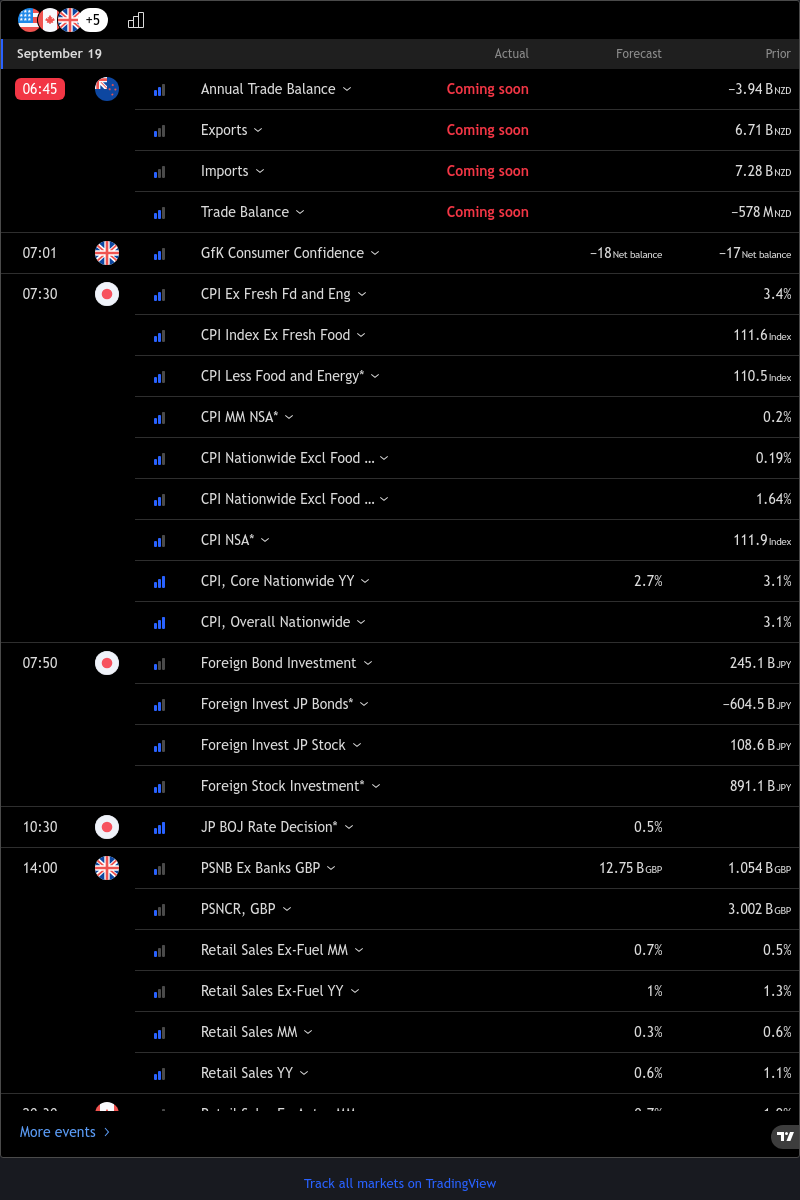 +5
September 19 Actual Forecast Prior
06:45 Annual Trade Balance Coming soon −3.94 B NZD
Exports Coming soon 6.71 B NZD
Imports Coming soon 7.28 B NZD
Trade Balance Coming soon −578 M NZD
07:01 GfK Consumer Confidence −18 Net balance −17 Net balance
07:30 CPI Ex Fresh Fd and Eng 3.4%
CPI Index Ex Fresh Food 111.6 Index
CPI Less Food and Energy* 110.5 Index
CPI MM NSA* 0.2%
CPI Nationwide Excl Food ... 0.19%
CPI Nationwide Excl Food ... 1.64%
CPI NSA* 111.9 Index
CPI, Core Nationwide YY 2.7% 3.1%
CPI, Overall Nationwide 3.1%
07:50 Foreign Bond Investment 245.1 B JPY
Foreign Invest JP Bonds* −604.5 B JPY
Foreign Invest JP Stock 108.6 B JPY
Foreign Stock Investment* 891.1 B JPY
10:30 JP BOJ Rate Decision* 0.5%
14:00 PSNB Ex Banks GBP 12.75 B GBP 1.054 B GBP
PSNCR, GBP 3.002 B GBP
Retail Sales Ex-Fuel MM 0.7% 0.5%
Retail Sales Ex-Fuel YY 1% 1.3%
Retail Sales MM 0.3% 0.6%
Retail Sales YY 0.6% 1.1%
More events
Track all markets on TradingView